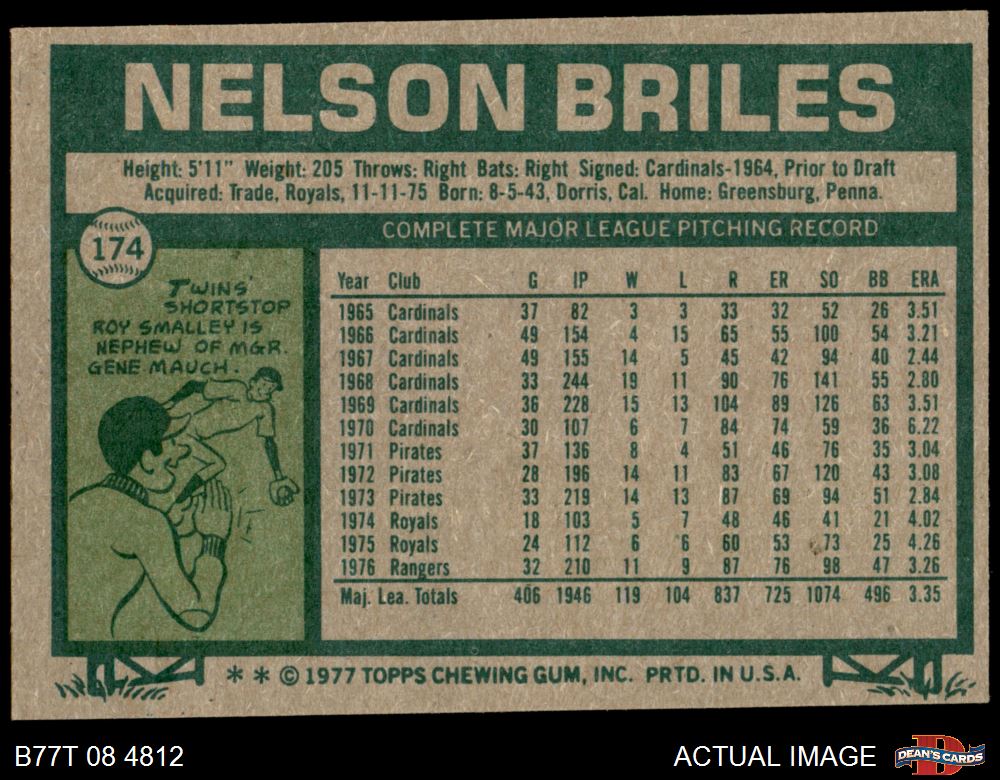 NELSON BRILES
Height: 5'11" Weight: 205 Throws: Right Bats: Right Signed: Cardinals-1964, Prior to Draft
Acquired: Trade, Royals, 11-11-75 Born: 8-5-43, Dorris, Cal. Home: Greensburg, Penna.
174
TWINS'
SHORTSTOP
ROY SMALLEY IS
NEPHEW OF MGR.
GENE MAUCH.
COMPLETE MAJOR LEAGUE PITCHING RECORD
Year Club G IP W L R ER SO BB ERA
1965 Cardinals 37 82 3 3 33 32 52 26 3.51
1966 Cardinals 49 154 4 15 65 55 100 54 3.21
1967 Cardinals 49 155 14 5 45 42 94 40 2.44
1968 Cardinals 33 244 19 11 90 76 141 55 2.80
1969 Cardinals 36 228 15 13 104 89 126 63 3.51
1970 Cardinals 30 107 6 7 84 74 59 36 6.22
1971 Pirates 37 136 8 4 51 46 76 35 3.04
1972 Pirates 28 196 14 11 83 67 120 43 3.08
1973 Pirates 33 219 14 13 87 69 94 51 2.84
1974 Royals 18 103 5 7 48 46 41 21 4.02
1975 Royals 24 112 6 6 60 53 73 25 4.26
1976 Rangers 32 210 11 9 87 76 98 47 3.26
Maj. Lea. Totals 406 1946 119 104 837 725 1074 496 3.35
* * © 1977 TOPPS CHEWING GUM, INC. PRTD. IN U.S.A.
B77T 08 4812
ACTUAL IMAGE
D
DEAN'S CARDS